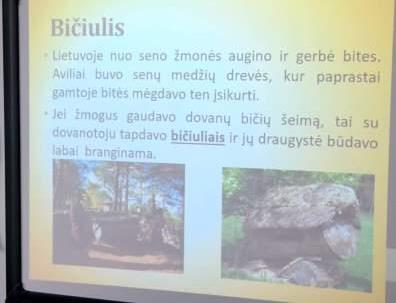 Bičiulis
• Lietuvoje nuo seno žmonės augino ir gerbė bites.
Aviliai buvo senų medžių drevės, kur paprastai
gamtoje bitės mėgdavo ten įsikurti.
• Jei žmogus gaudavo dovanų bičių šeimą, tai su
dovanotoju tapdavo bičiuliais ir jų draugystė būdavo
labai branginama.